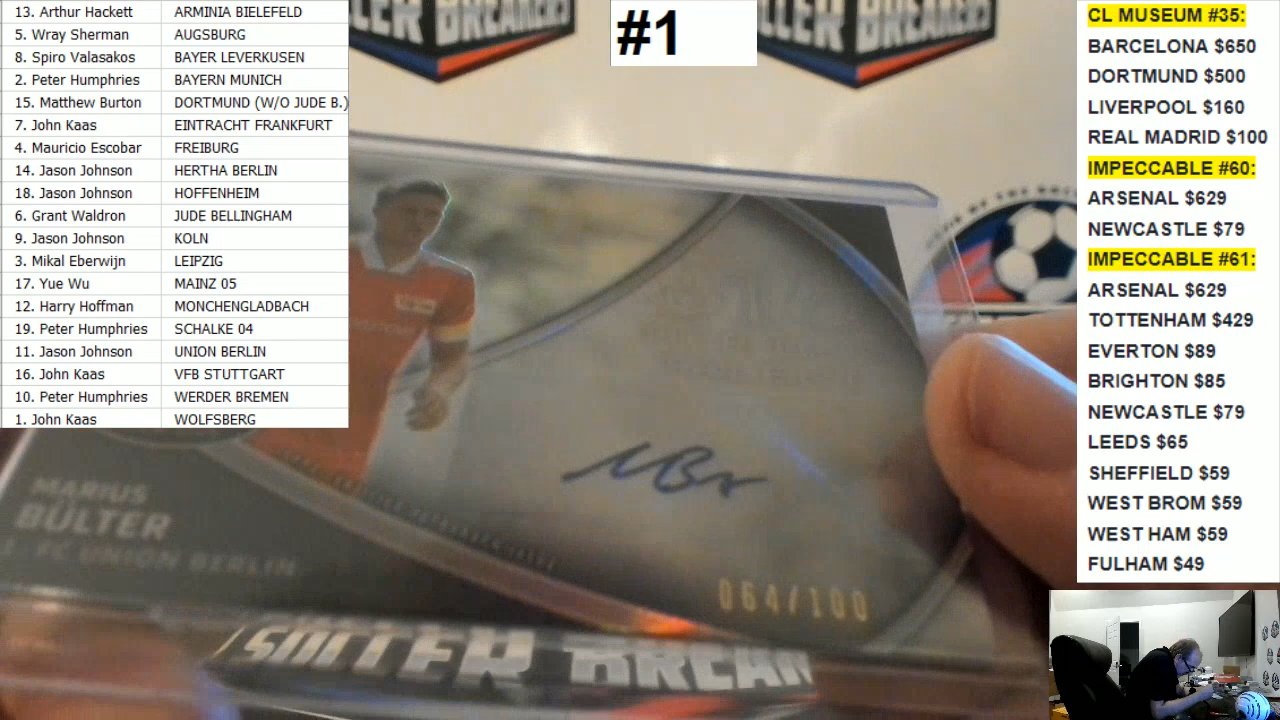 13. Arthur Hackett ARMINIA BIELEFELD
5. Wray Sherman AUGSBURG
8. Spiro Valasakos BAYER LEVERKUSEN
2. Peter Humphries BAYERN MUNICH
15. Matthew Burton DORTMUND (W/O JUDE B.)
7. John Kaas EINTRACHT FRANKFURT
4. Mauricio Escobar FREIBURG
14. Jason Johnson HERTHA BERLIN
18. Jason Johnson HOFFENHEIM
6. Grant Waldron JUDE BELLINGHAM
9. Jason Johnson KOLN
3. Mikal Eberwijn LEIPZIG
17. Yue Wu MAINZ 05
12. Harry Hoffman MONCHENGLADBACH
19. Peter Humphries SCHALKE 04
11. Jason Johnson UNION BERLIN
16. John Kaas VFB STUTTGART
10. Peter Humphries WERDER BREMEN
1. John Kaas WOLFSBERG
#1
BREAKERS
MARIUS
BÜLTER
FC UNION BERLIN
064/100
SOCCER
CL MUSEUM #35:
BARCELONA $650
DORTMUND $500
LIVERPOOL $160
REAL MADRID $100
IMPECCABLE #60:
ARSENAL $629
NEWCASTLE $79
IMPECCABLE #61:
ARSENAL $629
TOTTENHAM $429
EVERTON $89
BRIGHTON $85
NEWCASTLE $79
LEEDS $65
SHEFFIELD $59
WEST BROM $59
WEST HAM $59
FULHAM $49